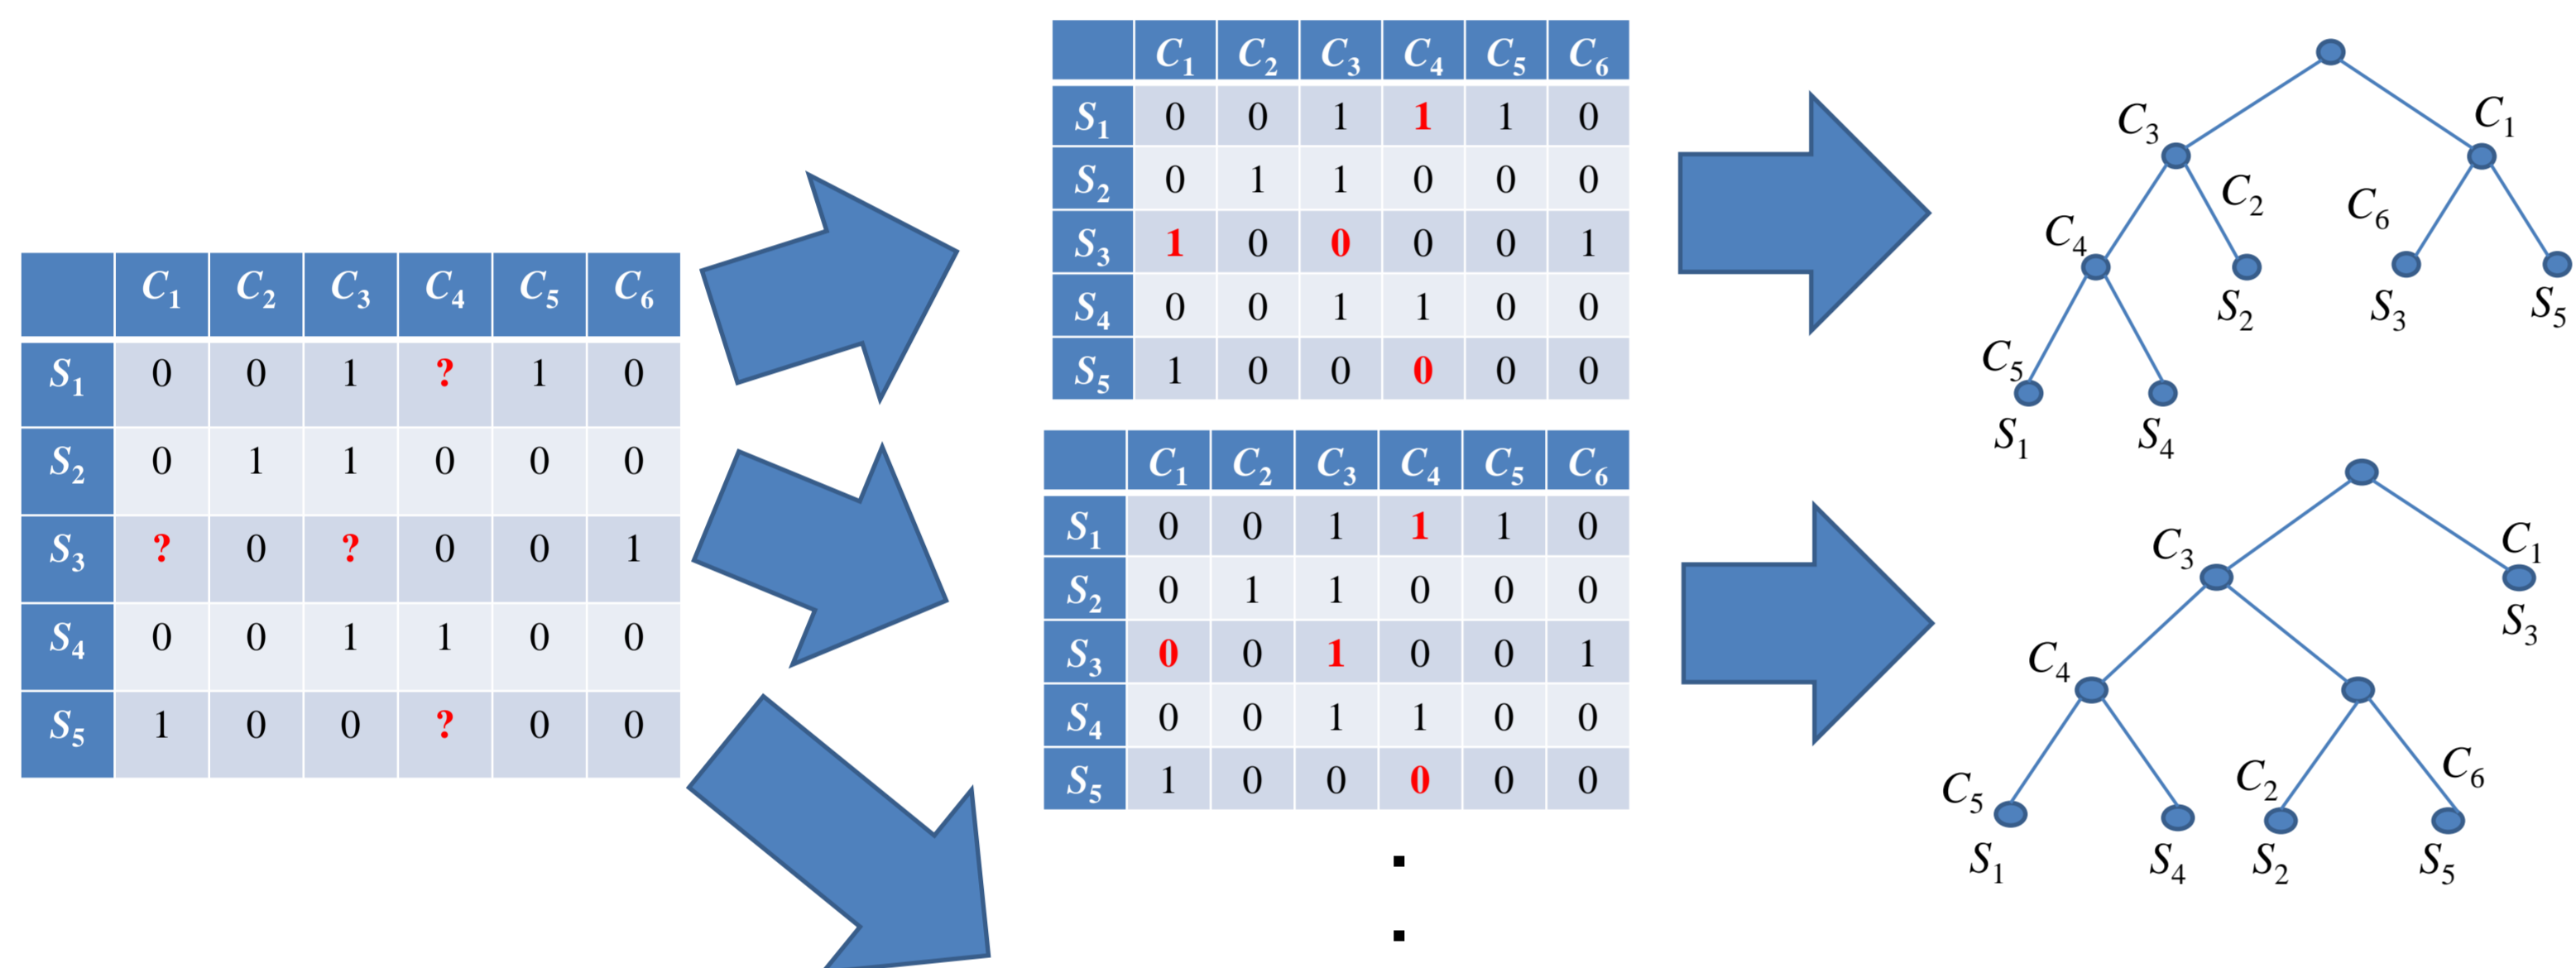 C1 C2 C3 C4 C5 C6
S1 0 0 1 ? 1 0
S2 0 1 1 0 0 0
S3 ? 0 ? 0 0 1
S4 0 0 1 1 0 0
S5 1 0 0 ? 0 0
C1 C2 C3 C4 C5 C6
S1 0 0 1 1 1 0
S2 0 1 1 0 0 0
S3 1 0 0 0 0 1
S4 0 0 1 1 0 0
S5 1 0 0 0 0 0
C1 C2 C3 C4 C5 C6
S1 0 0 1 1 1 0
S2 0 1 1 0 0 0
S3 0 0 1 0 0 1
S4 0 0 1 1 0 0
S5 1 0 0 0 0 0
C3 C1
C4 C2 C6
S2 S3 S5
C5
S1 S4
C3 C1
S3
C4
C5 C2 C6
S1 S4 S2 S5